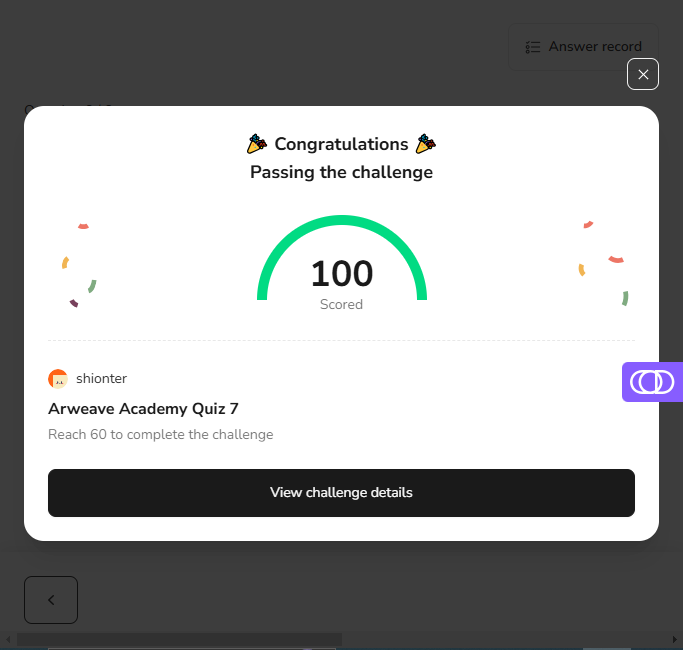 Answer record
Congratulations
Passing the challenge
100
Scored
shionter
Arweave Academy Quiz 7
Reach 60 to complete the challenge
View challenge details